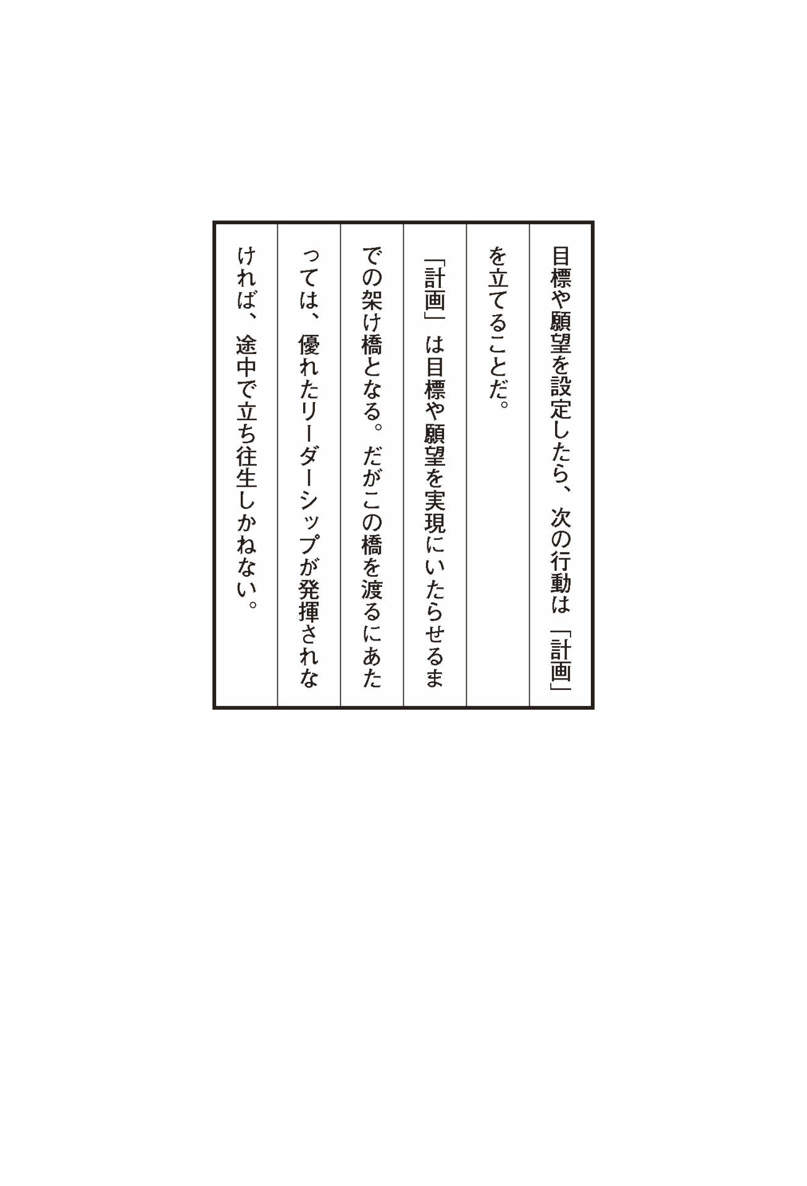 目標や願望を設定したら、次の行動は「計画」
を立てることだ。
「計画」は目標や願望を実現にいたらせるま
での架け橋となる。だがこの橋を渡るにあた
っては、優れたリーダーシップが発揮されな
ければ、途中で立ち往生しかねない。